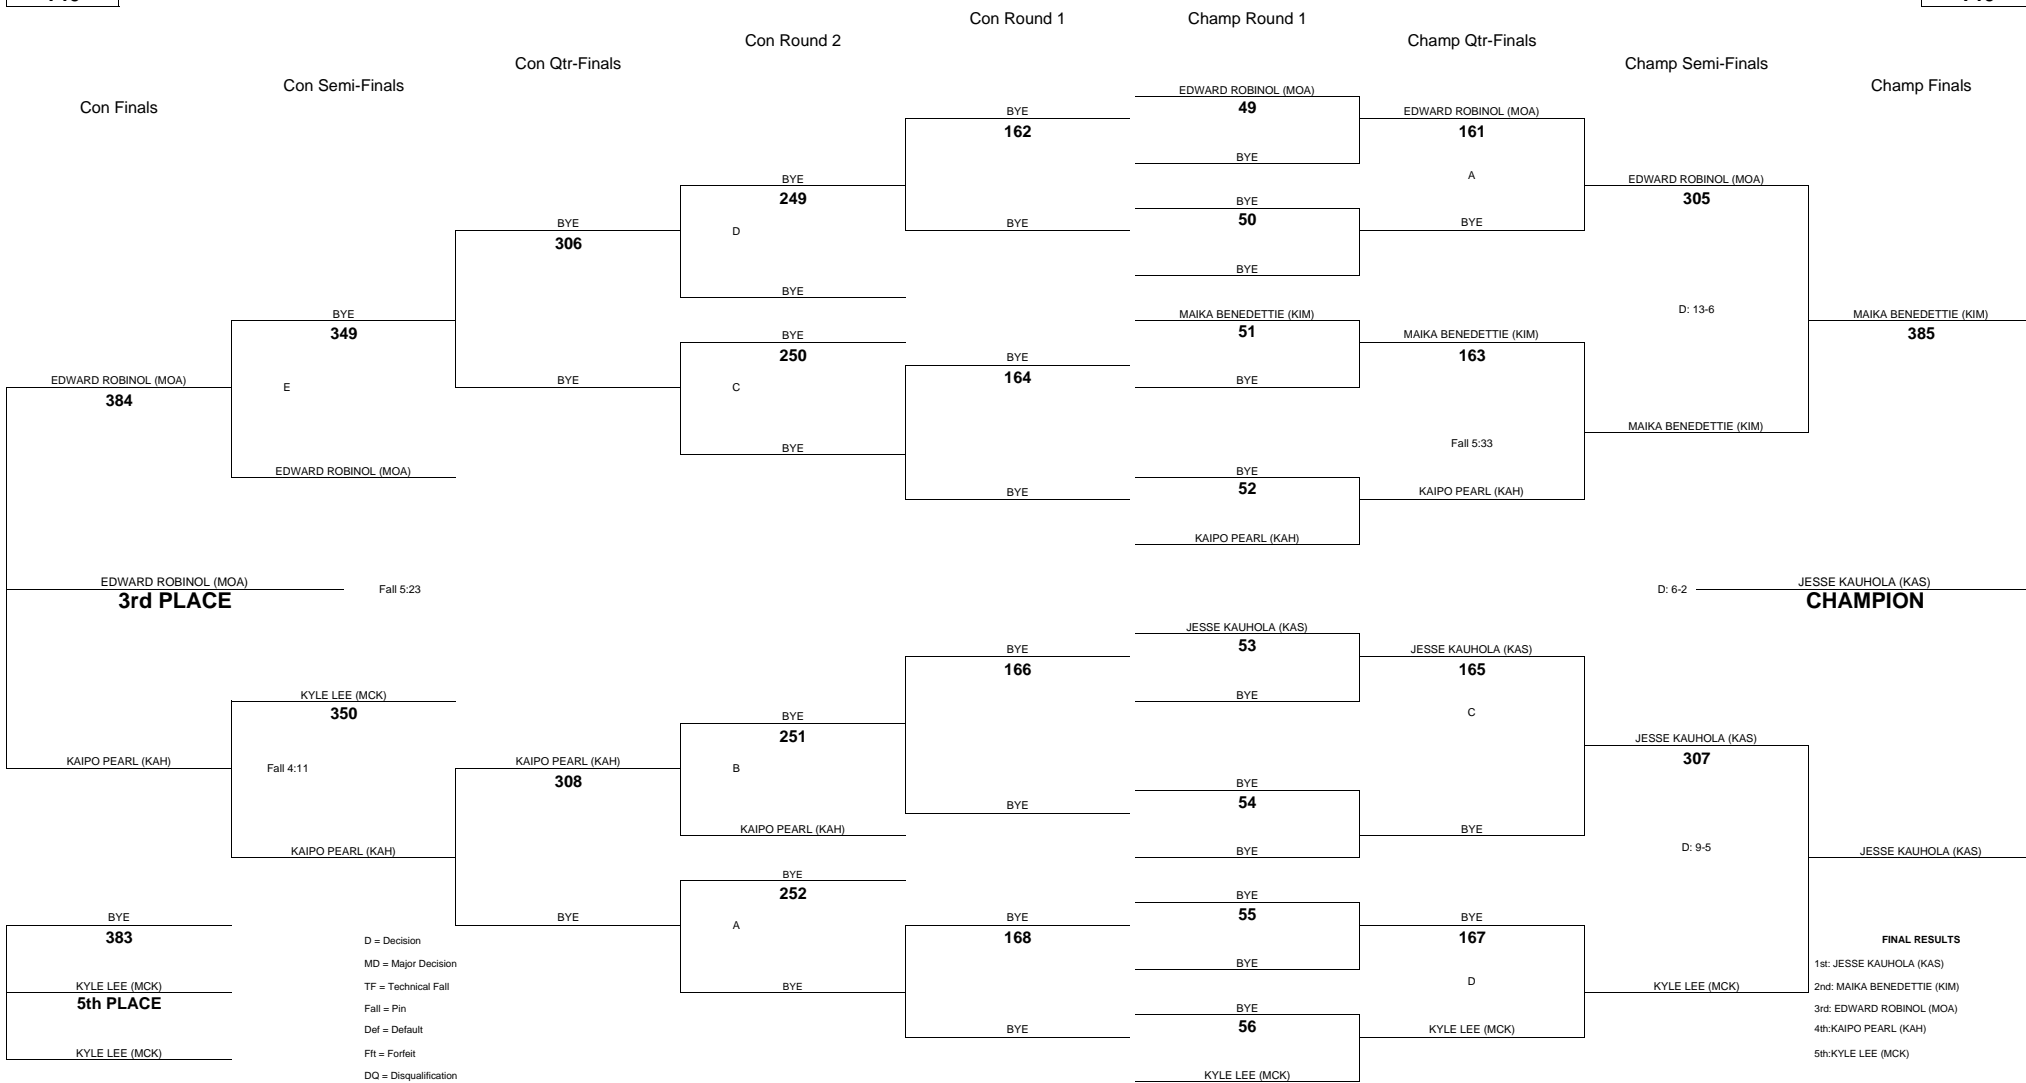 Con Round 1
Champ Round 1
Con Round 2
Champ Qtr-Finals
Con Qtr-Finals
Champ Semi-Finals
Con Semi-Finals
Champ Finals
Con Finals
EDWARD ROBINOL (MOA)
49
BYE
BYE
50
BYE
MAIKA BENEDETTIE (KIM)
51
BYE
BYE
52
KAIPO PEARL (KAH)
JESSE KAUHOLA (KAS)
53
BYE
BYE
54
BYE
BYE
55
BYE
BYE
56
KYLE LEE (MCK)
EDWARD ROBINOL (MOA)
161
A
BYE
MAIKA BENEDETTIE (KIM)
163
Fall 5:33
KAIPO PEARL (KAH)
JESSE KAUHOLA (KAS)
165
C
BYE
BYE
167
D
KYLE LEE (MCK)
EDWARD ROBINOL (MOA)
305
D: 13-6
MAIKA BENEDETTIE (KIM)
JESSE KAUHOLA (KAS)
307
D: 9-5
KYLE LEE (MCK)
MAIKA BENEDETTIE (KIM)
385
D: 6-2
JESSE KAUHOLA (KAS)
CHAMPION
JESSE KAUHOLA (KAS)
BYE
162
BYE
BYE
164
BYE
BYE
166
BYE
BYE
168
BYE
BYE
249
D
BYE
BYE
250
C
BYE
BYE
251
B
KAIPO PEARL (KAH)
BYE
252
A
BYE
BYE
306
BYE
KAIPO PEARL (KAH)
308
BYE
BYE
349
E
EDWARD ROBINOL (MOA)
KYLE LEE (MCK)
350
Fall 4:11
KAIPO PEARL (KAH)
EDWARD ROBINOL (MOA)
384
EDWARD ROBINOL (MOA)
3rd PLACE
Fall 5:23
KAIPO PEARL (KAH)
BYE
383
KYLE LEE (MCK)
5th PLACE
KYLE LEE (MCK)
D = Decision
MD = Major Decision
TF = Technical Fall
Fall = Pin
Def = Default
Fft = Forfeit
DQ = Disqualification
FINAL RESULTS
1st: JESSE KAUHOLA (KAS)
2nd: MAIKA BENEDETTIE (KIM)
3rd: EDWARD ROBINOL (MOA)
4th:KAIPO PEARL (KAH)
5th:KYLE LEE (MCK)